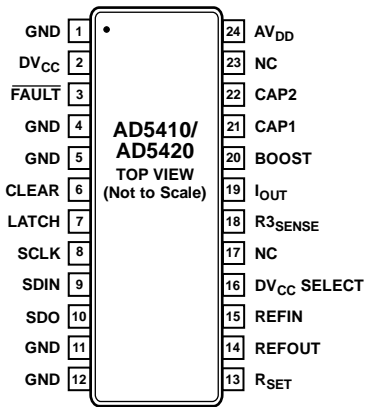 GND 1
DVCC 2
FAULT 3
GND 4
GND 5
CLEAR 6
LATCH 7
SCLK 8
SDIN 9
SDO 10
GND 11
GND 12
AD5410/
AD5420
TOP VIEW
(Not to Scale)
24 AVDD
23 NC
22 CAP2
21 CAP1
20 BOOST
19 IOUT
18 R3SENSE
17 NC
16 DVCC SELECT
15 REFIN
14 REFOUT
13 RSET